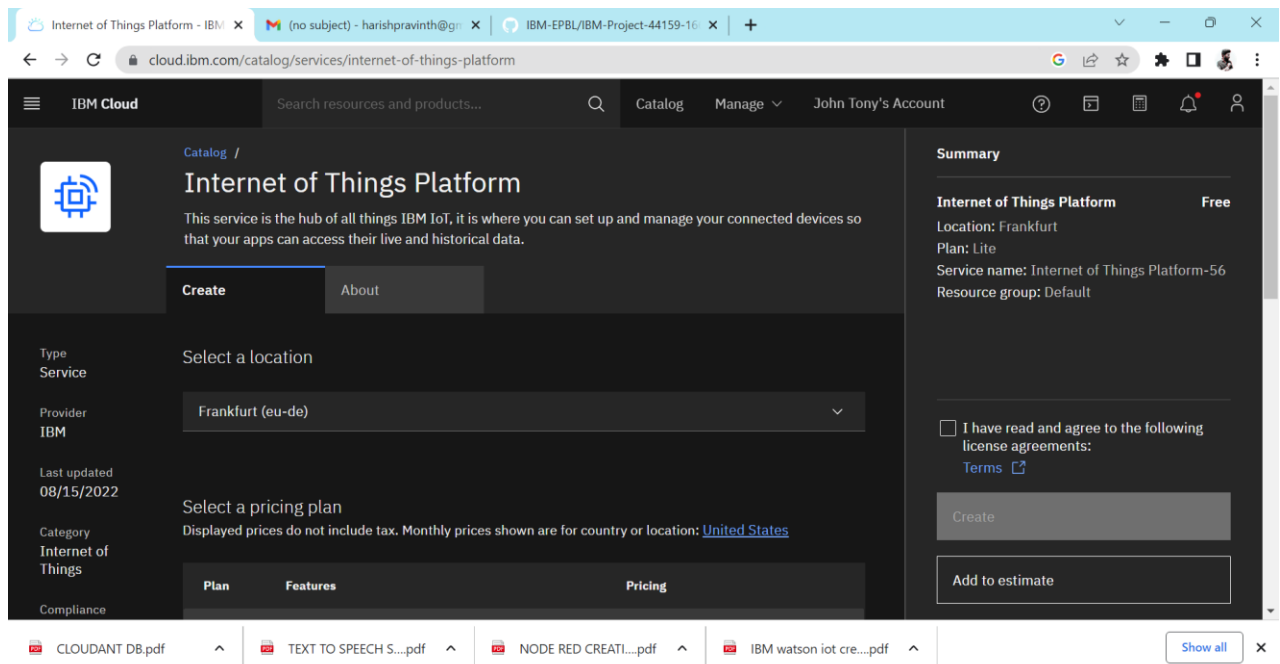 Internet of Things Platform - IBM
(no subject) - harishpravinth@gm
IBM-EPBL/IBM-Project-44159-16
cloud.ibm.com/catalog/services/internet-of-things-platform
IBM Cloud
Search resources and products...
Catalog
Manage
John Tony's Account
Catalog /
Internet of Things Platform
This service is the hub of all things IBM IoT, it is where you can set up and manage your connected devices so
that your apps can access their live and historical data.
Create
About
Type
Service
Provider
IBM
Last updated
08/15/2022
Category
Internet of
Things
Compliance
Select a location
Frankfurt (eu-de)
Select a pricing plan
Displayed prices do not include tax. Monthly prices shown are for country or location: United States
Plan Features Pricing
Summary
Internet of Things Platform Free
Location: Frankfurt
Plan: Lite
Service name: Internet of Things Platform-56
Resource group: Default
I have read and agree to the following
license agreements:
Terms
Create
Add to estimate
CLOUDANT DB.pdf
TEXT TO SPEECH S....pdf
NODE RED CREATI....pdf
IBM watson iot cre....pdf
Show all